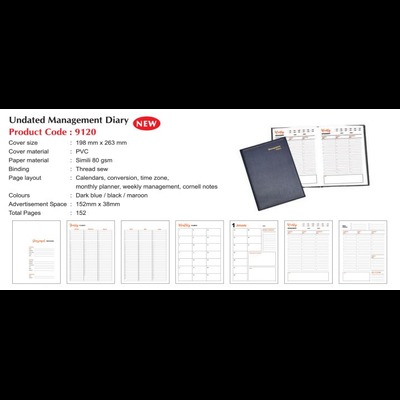 Undated Management Diary NEW
Product Code : 9120
Cover size : 198 mm x 263 mm
Cover material : PVC
Paper material : Simili 80 gsm
Binding : Thread sew
Page layout : Calendars, conversion, time zone,
monthly planner, weekly management, cornell notes
Colours : Dark blue / black / maroon
Advertisement Space : 152mm x 38mm
Total Pages : 152